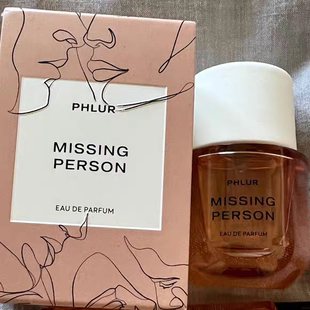 PHLUR
MISSING
PERSON
EAU DE PARFUM
PHLUR
MISSING
PERSON
EAU DE PARFUM